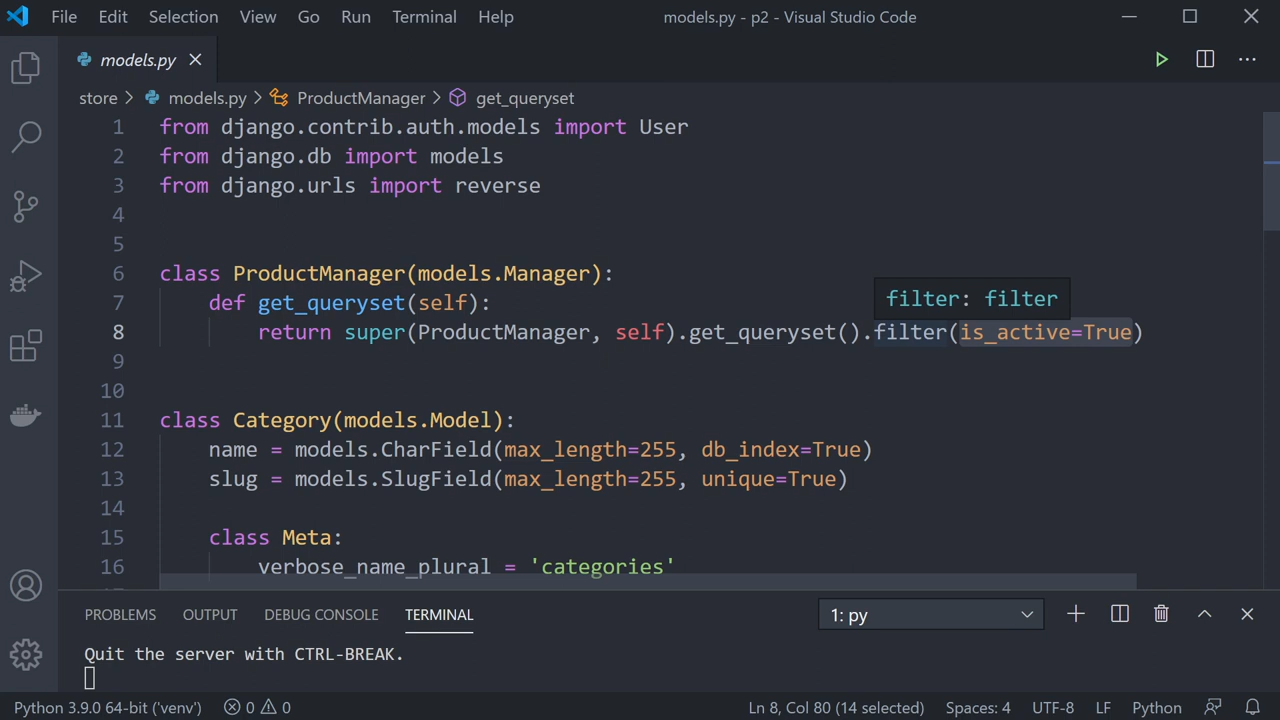 File Edit Selection View Go Run Terminal Help models.py - p2 - Visual Studio Code
models.py
store > models.py > ProductManager > get_queryset
1 from django.contrib.auth.models import User
2 from django.db import models
3 from django.urls import reverse
4
5
6 class ProductManager(models.Manager):
filter: filter
7 def get_queryset(self):
8 return super(ProductManager, self).get_queryset().filter(is_active=True)
9
10
11 class Category(models.Model):
12 name = models.CharField(max_length=255, db_index=True)
13 slug = models.SlugField(max_length=255, unique=True)
14
15 class Meta:
16 verbose_name_plural = 'categories'
PROBLEMS OUTPUT DEBUG CONSOLE TERMINAL 1: py
Quit the server with CTRL-BREAK.
Python 3.9.0 64-bit ('venv') 0 0 Ln 8, Col 80 (14 selected) Spaces: 4 UTF-8 LF Python